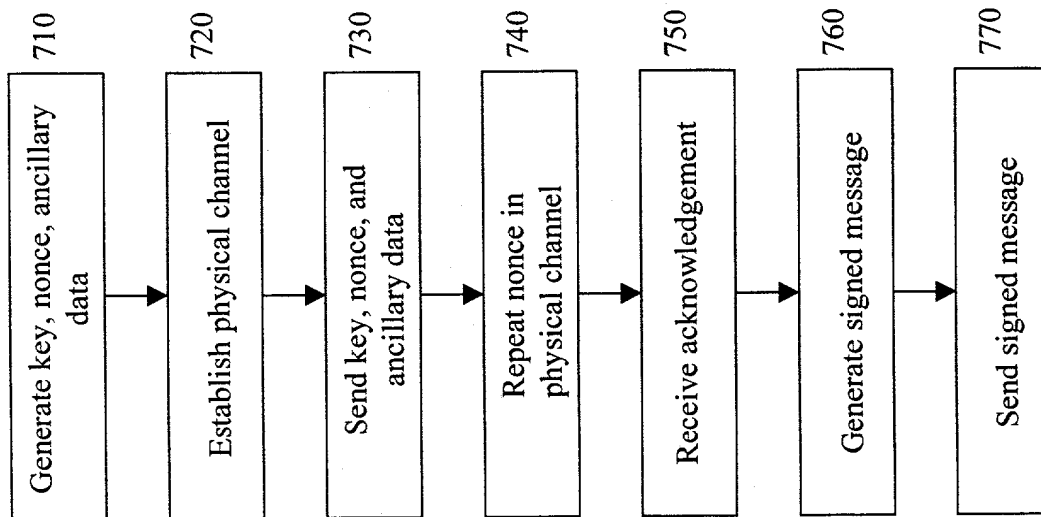 Generate key, nonce, ancillary
data
710
Establish physical channel
720
Send key, nonce, and
ancillary data
730
Repeat nonce in
physical channel
740
Receive acknowledgement
750
Generate signed message
760
Send signed message
770